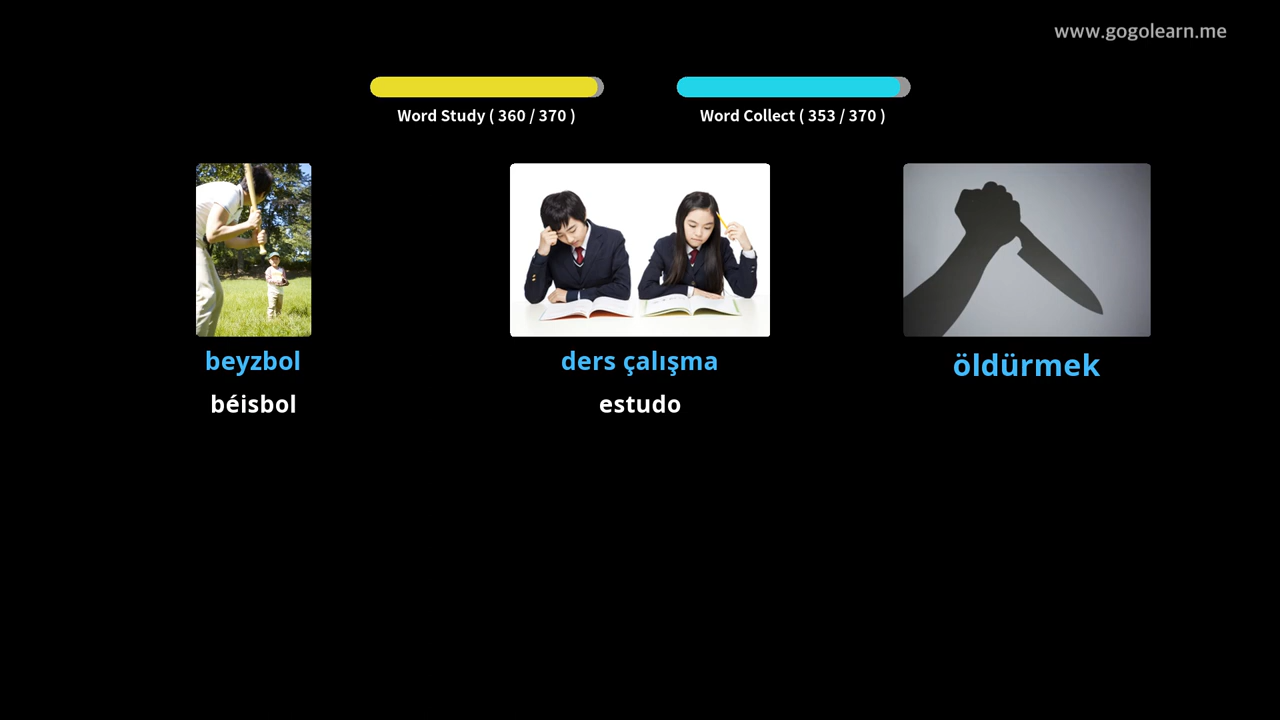 www.gogolearn.me
Word Study ( 360 / 370 )
Word Collect ( 353 / 370 )
beyzbol
ders çalışma
öldürmek
béisbol
estudo